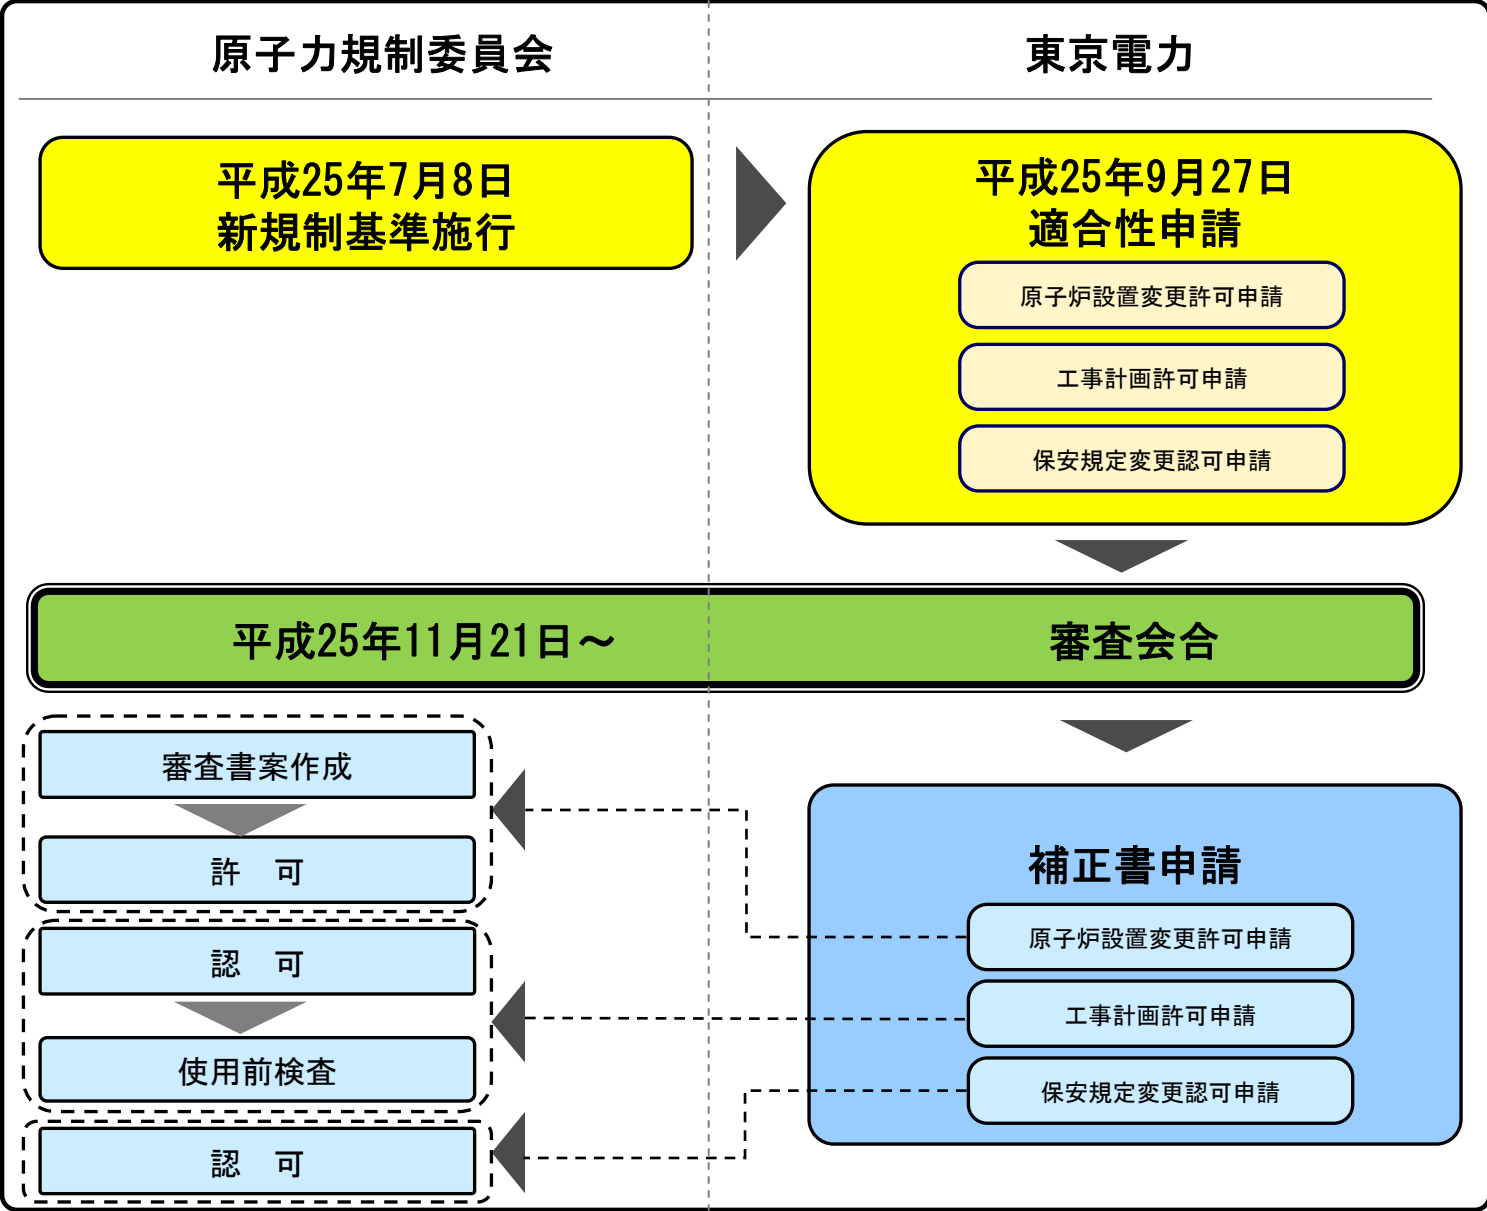 原子力規制委員会
東京電力
平成25年7月8日
新規制基準施行
平成25年9月27日
適合性申請
原子炉設置変更許可申請
工事計画許可申請
保安規定変更認可申請
平成25年11月21日～
審査会合
審査書案作成
許　可
認　可
使用前検査
認　可
補正書申請
原子炉設置変更許可申請
工事計画許可申請
保安規定変更認可申請